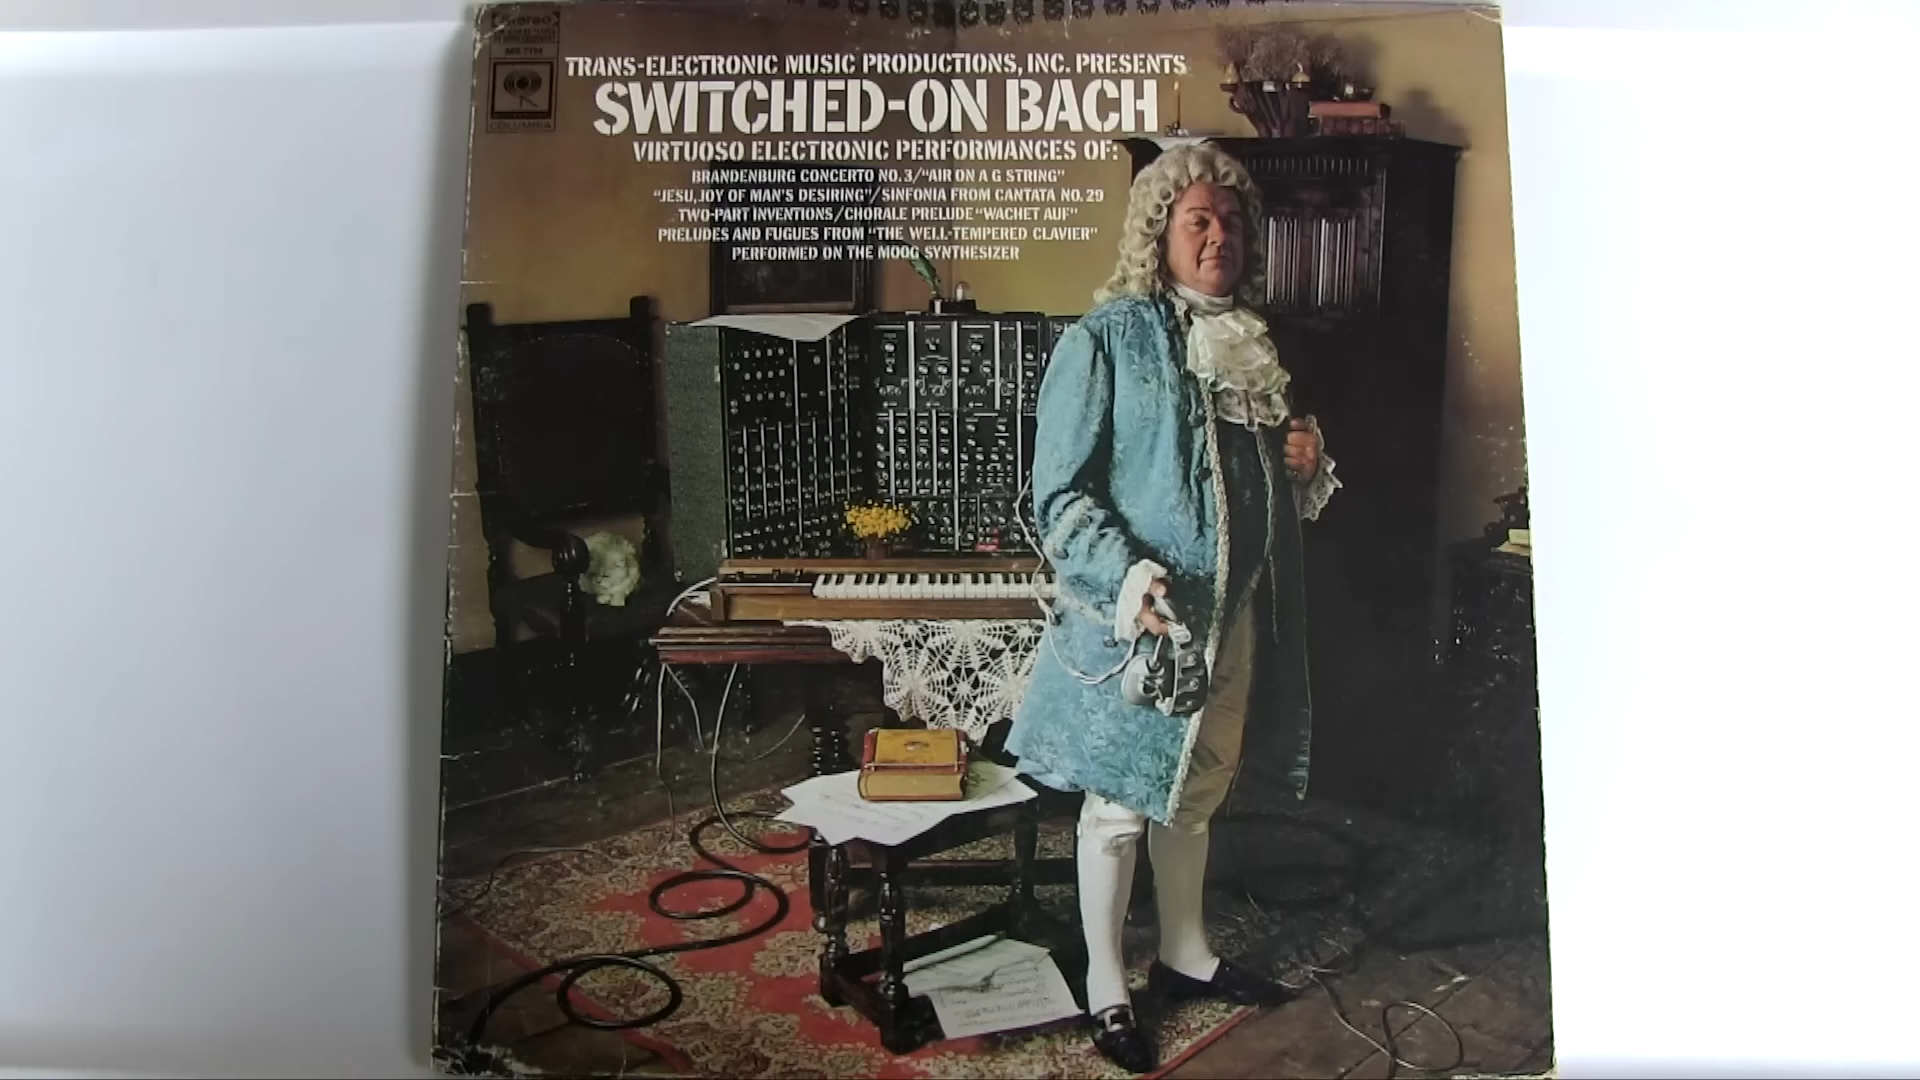 Stereo
MS 7194
COLUMBIA
TRANS-ELECTRONIC MUSIC PRODUCTIONS, INC. PRESENTS
SWITCHED-ON BACH
VIRTUOSO ELECTRONIC PERFORMANCES OF:
BRANDENBURG CONCERTO NO. 3/"AIR ON A G STRING"
"JESU, JOY OF MAN'S DESIRING"/SINFONIA FROM CANTATA NO. 29
TWO-PART INVENTIONS/CHORALE PRELUDE "WACHET AUF"
PRELUDES AND FUGUES FROM "THE WELL-TEMPERED CLAVIER"
PERFORMED ON THE MOOG SYNTHESIZER